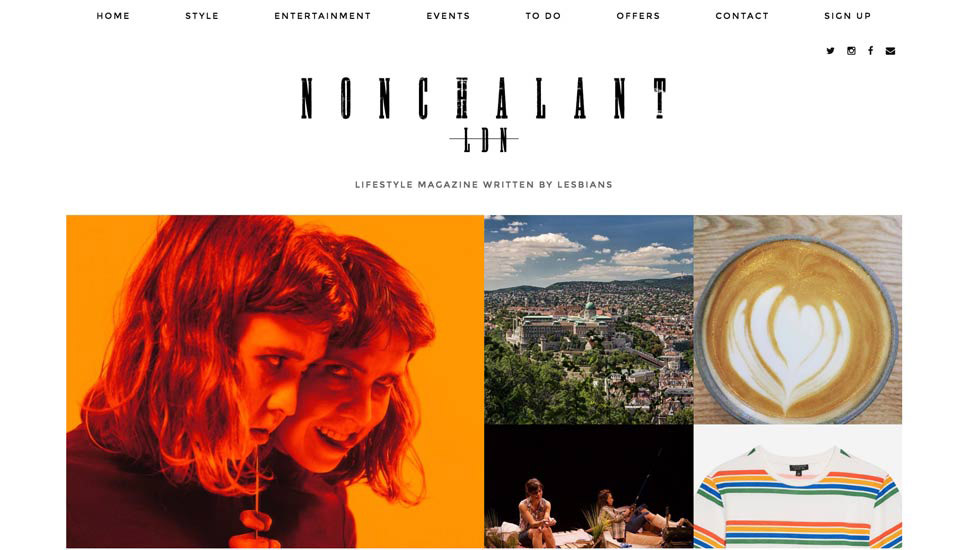 HOME STYLE ENTERTAINMENT EVENTS TO DO OFFERS CONTACT SIGN UP
NONCHALANT
LDN
LIFESTYLE MAGAZINE WRITTEN BY LESBIANS